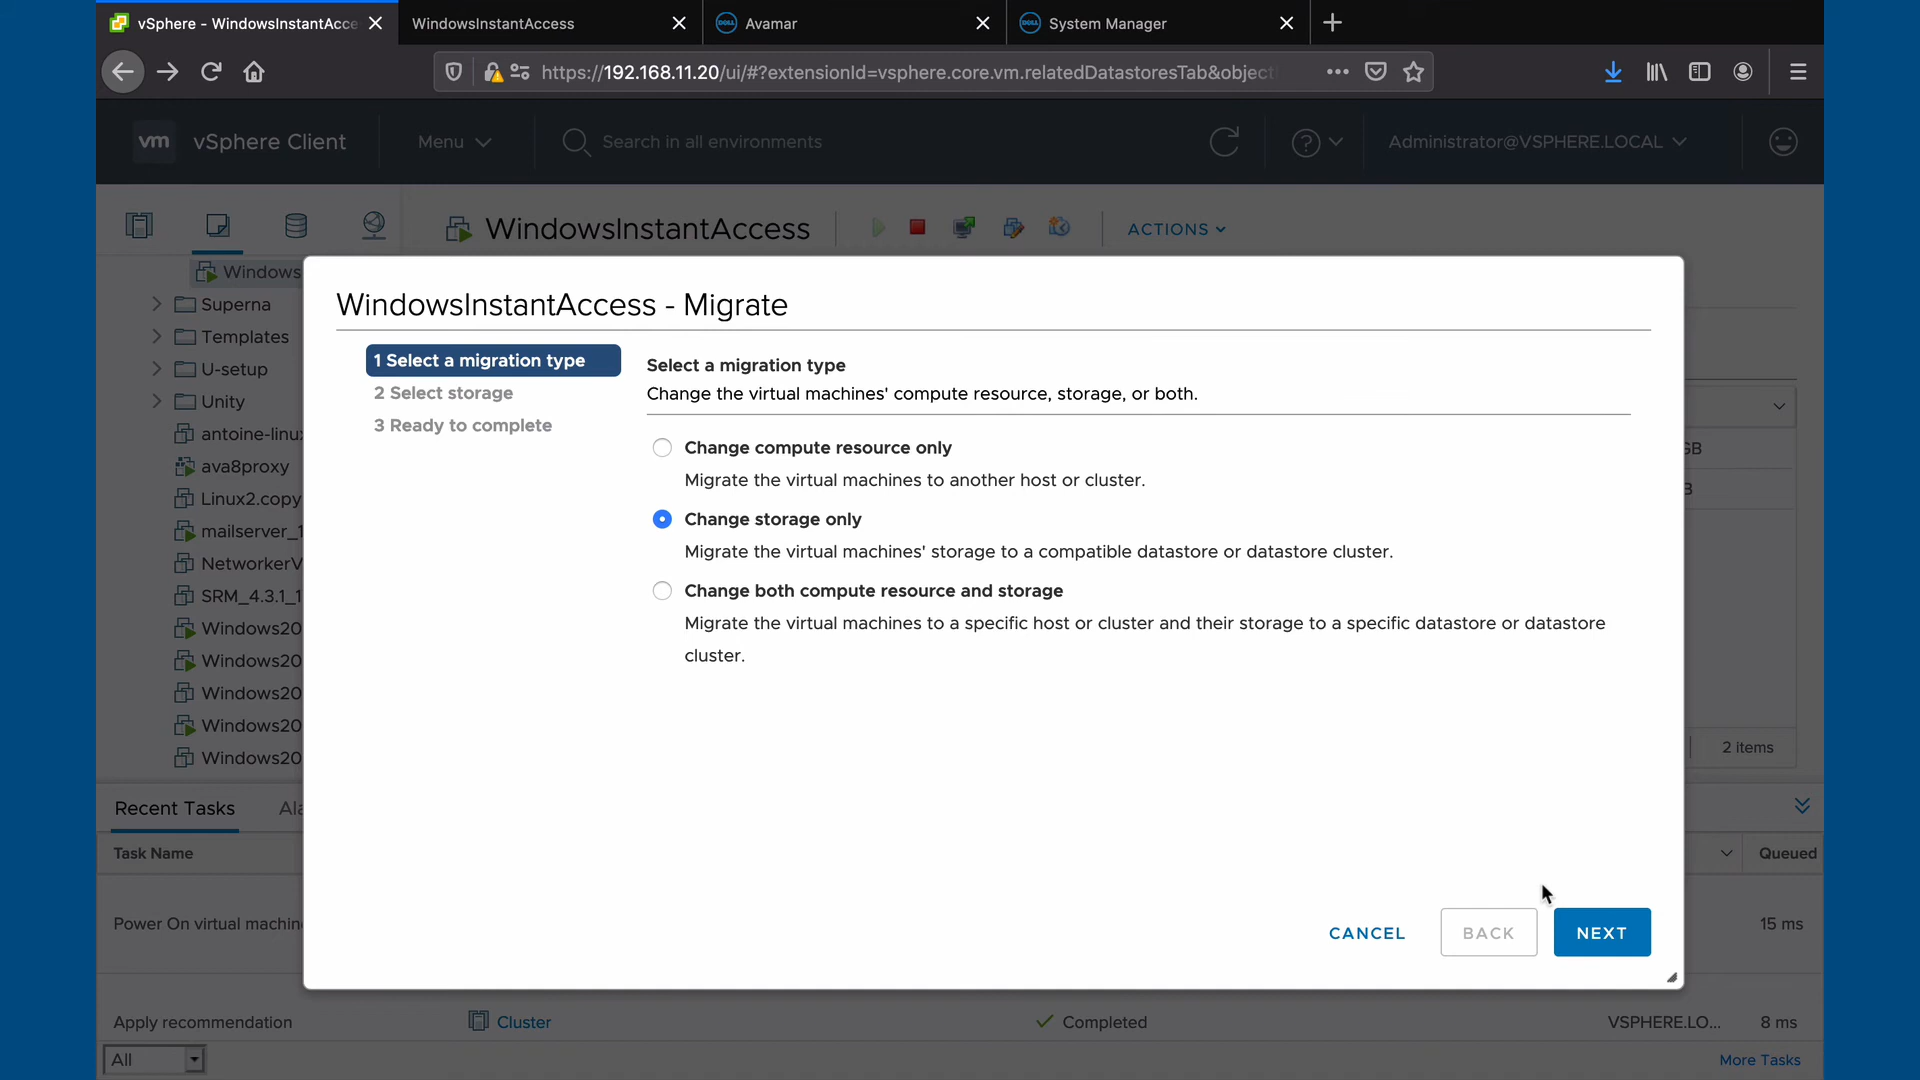 vSphere - WindowsInstantAcce
WindowsInstantAccess
Avamar
System Manager
https://192.168.11.20/ui/#?extensionId=vsphere.core.vm.relatedDatastoresTab&object
vm vSphere Client
Menu
Search in all environments
Administrator@VSPHERE.LOCAL
WindowsInstantAccess
ACTIONS
Windows
Superna
Templates
U-setup
Unity
antoine-linu
ava8proxy
Linux2.copy
mailserver_1
NetworkerV
SRM_4.3.1_1
Windows20
Windows20
Windows20
Windows20
Windows20
WindowsInstantAccess - Migrate
1 Select a migration type
2 Select storage
3 Ready to complete
Select a migration type
Change the virtual machines' compute resource, storage, or both.
Change compute resource only
Migrate the virtual machines to another host or cluster.
Change storage only
Migrate the virtual machines' storage to a compatible datastore or datastore cluster.
Change both compute resource and storage
Migrate the virtual machines to a specific host or cluster and their storage to a specific datastore or datastore
cluster.
CANCEL
BACK
NEXT
GB
B
2 items
Recent Tasks
Ala
Task Name
Queued
Power On virtual machin
15 ms
Apply recommendation
Cluster
Completed
VSPHERE.LO...
8 ms
All
More Tasks